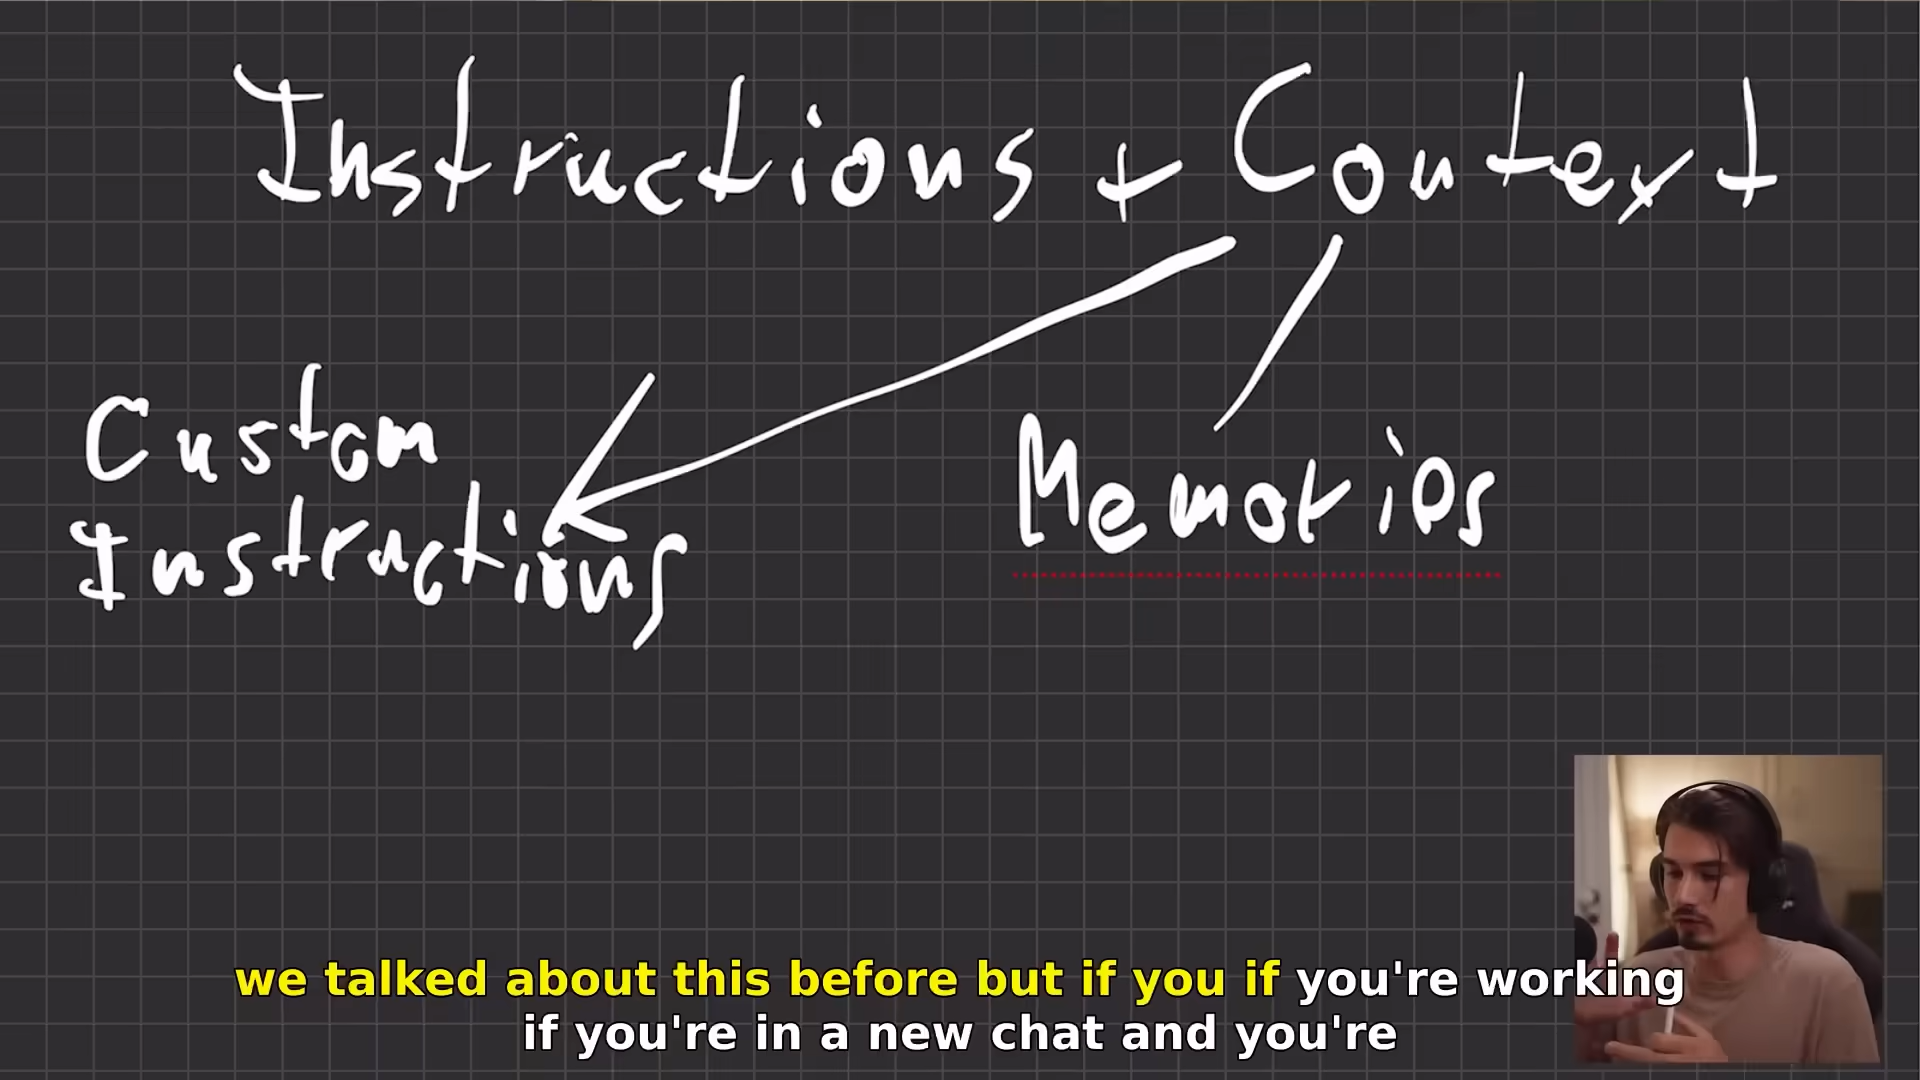 Instructions + Context
Custom
Instructions
Memories
we talked about this before but if you if you're working
if you're in a new chat and you're